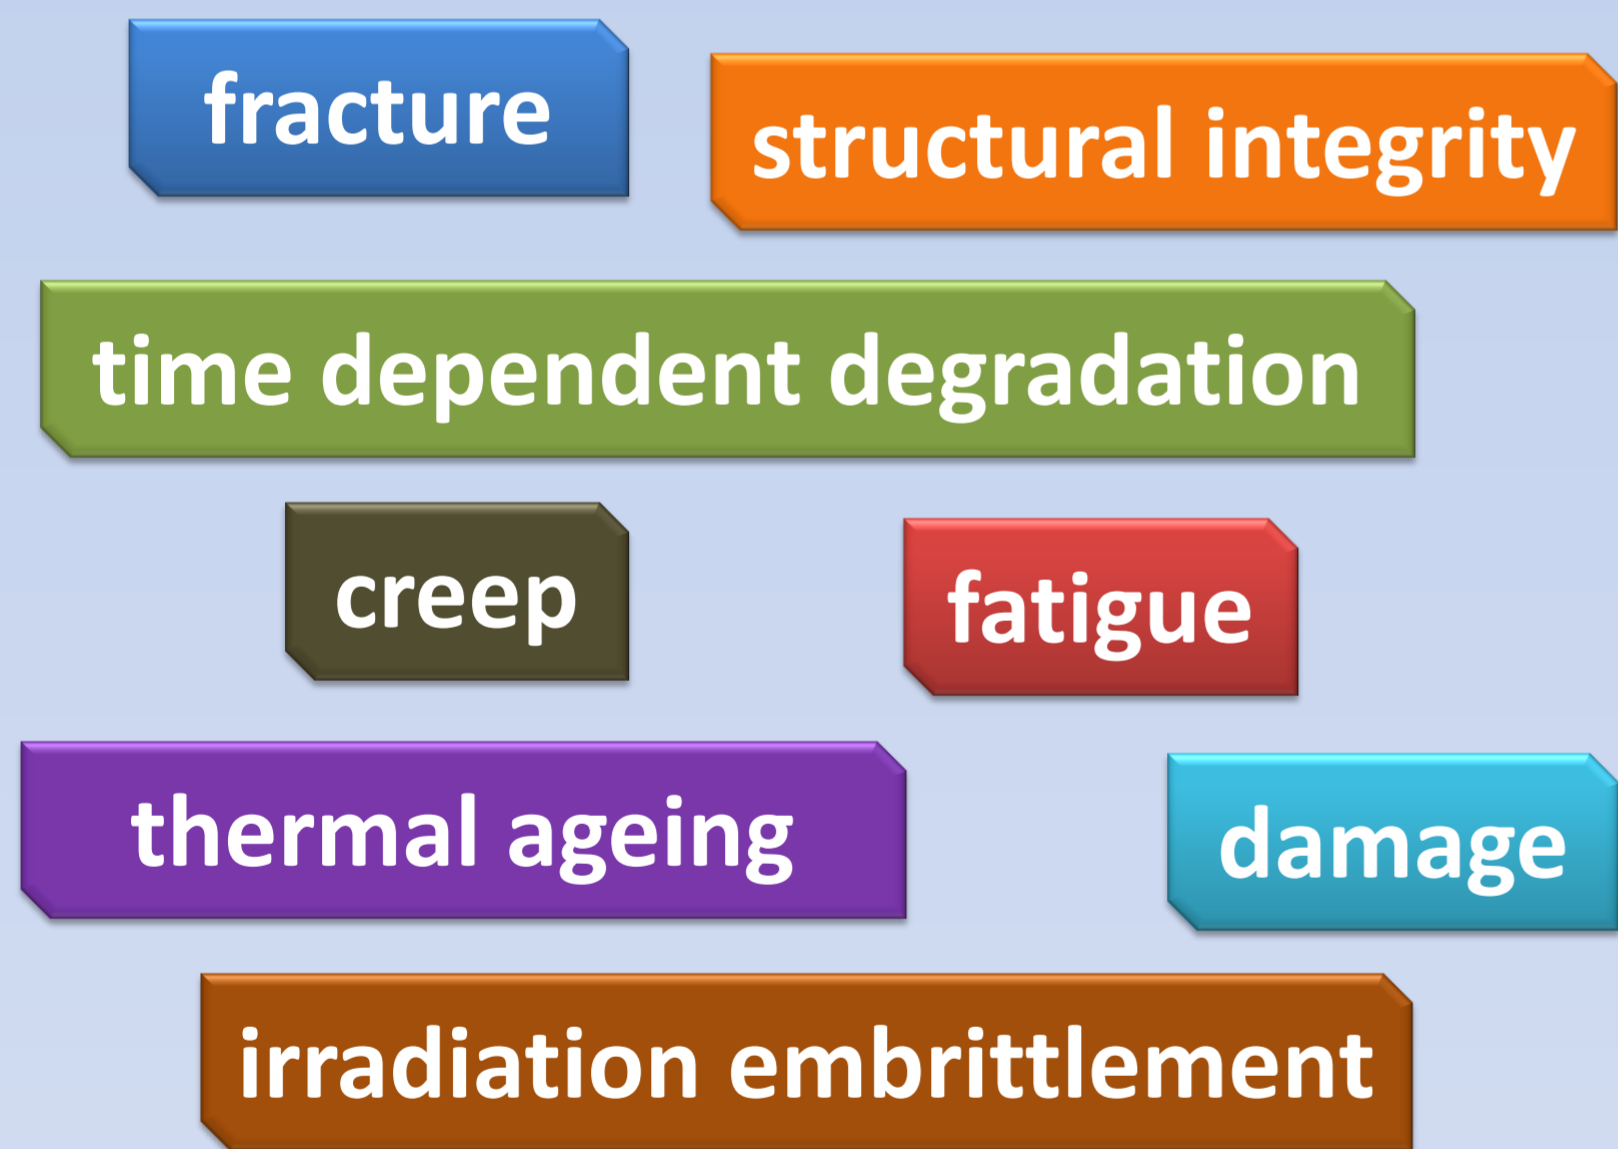 fracture
structural integrity
time dependent degradation
creep
fatigue
thermal ageing
damage
irradiation embrittlement